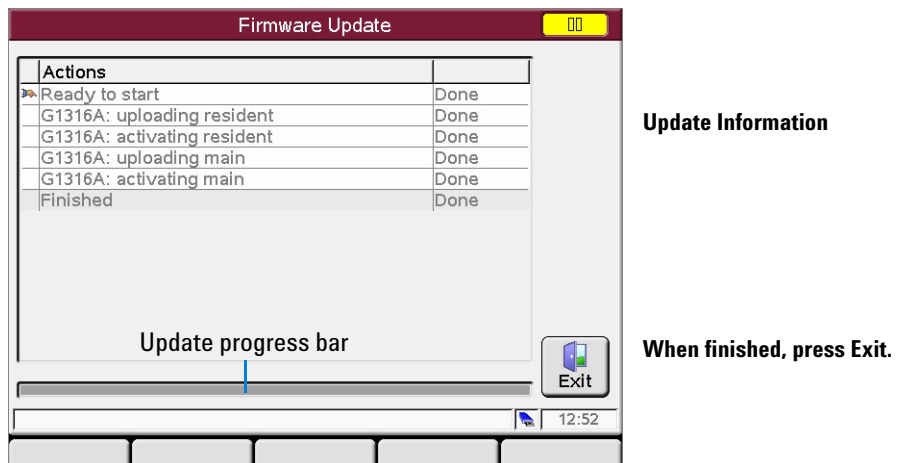 Firmware Update
Actions
Ready to start Done
G1316A: uploading resident Done
G1316A: activating resident Done
G1316A: uploading main Done
G1316A: activating main Done
Finished Done
Update Information
Update progress bar
When finished, press Exit.
Exit
12:52